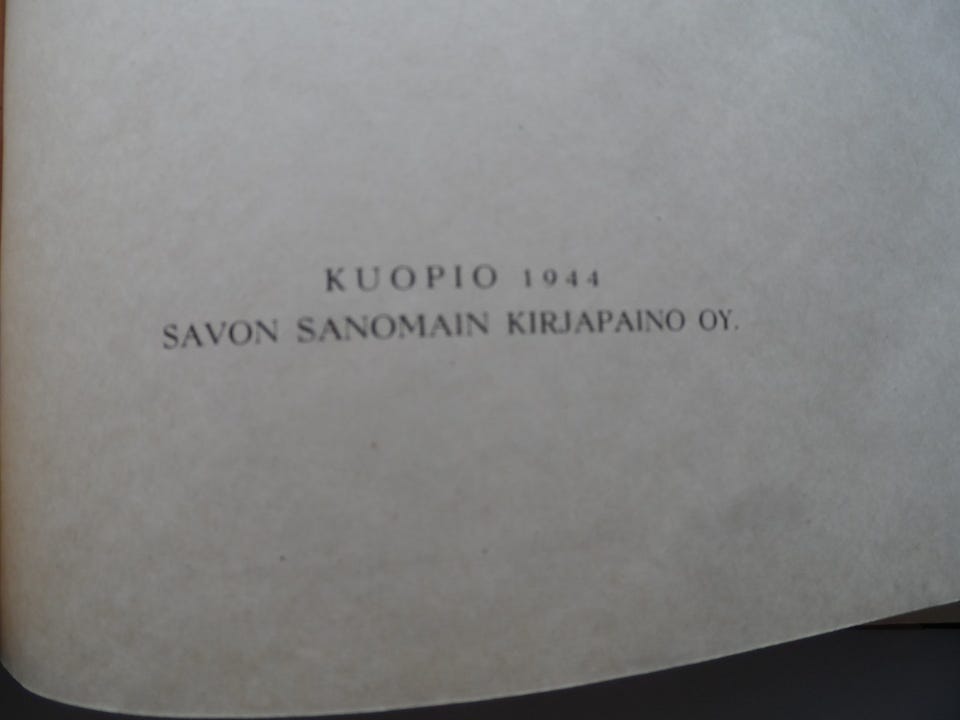 KUOPIO 1944
SAVON SANOMAIN KIRJAPAINO OY.